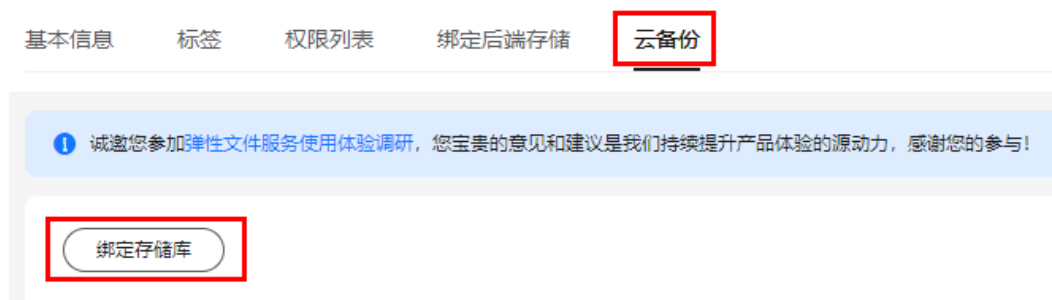 基本信息 标签 权限列表 绑定后端存储 云备份
诚邀您参加弹性文件服务使用体验调研，您宝贵的意见和建议是我们持续提升产品体验的源动力，感谢您的参与！
绑定存储库